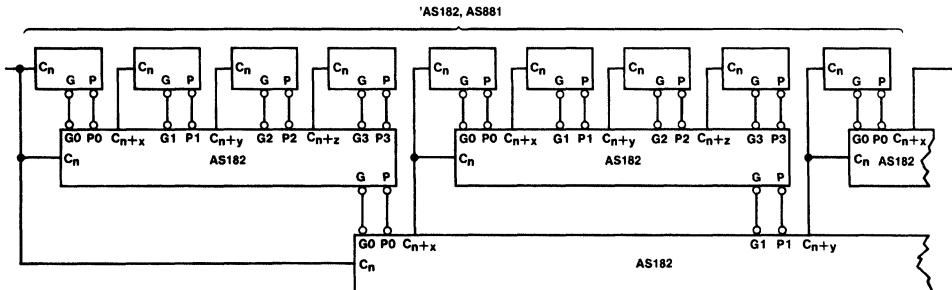 'AS182, AS881
Cn G P Cn G P Cn G P Cn G P Cn G P Cn G P Cn G P Cn G P Cn G P
G0 P0 Cn+x G1 P1 Cn+y G2 P2 Cn+z G3 P3 G0 P0 Cn+x G1 P1 Cn+y G2 P2 Cn+z G3 P3 G0 P0 Cn+x
Cn AS182 Cn AS182 Cn AS182
G P G P
G0 P0 Cn+x G1 P1 Cn+y
Cn AS182